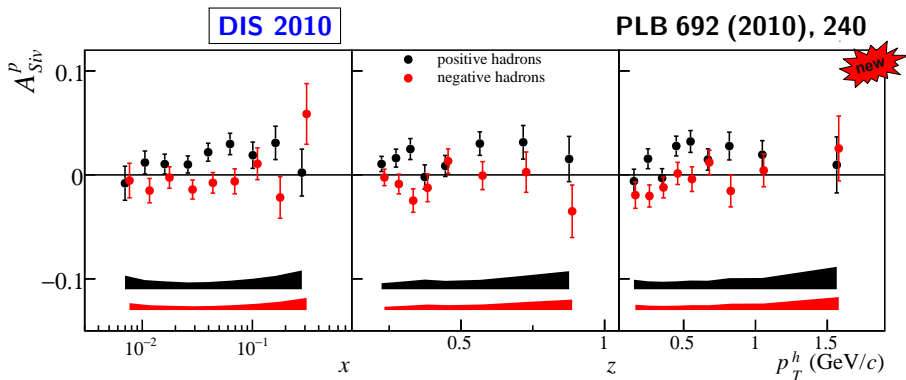 DIS 2010
PLB 692 (2010), 240
new
positive hadrons
negative hadrons
A^p_{Siv}
0.1
0
−0.1
10^{−2} 10^{−1} 0.5 1 0.5 1 1.5
x z p_T^h (GeV/c)